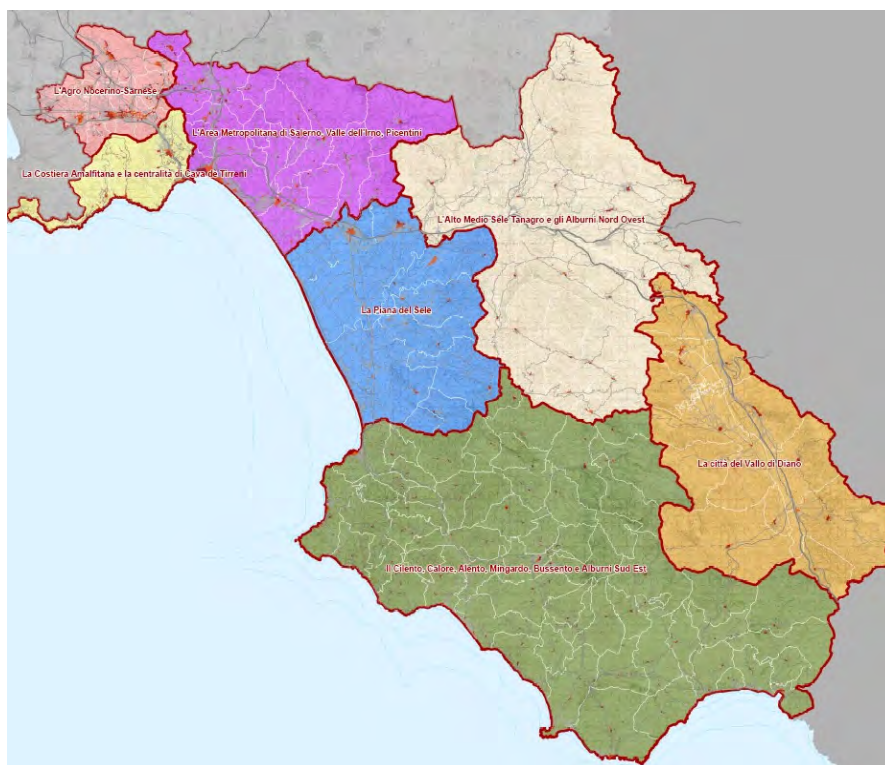 L'Agro Nocerino-Sarnese
L'Area Metropolitana di Salerno, Valle dell'Irno, Picentini
La Costiera Amalfitana e la centralità di Cava de'Tirreni
L'Alto Medio Sele Tanagro e gli Alburni Nord Ovest
La Piana del Sele
La città del Vallo di Diano
Il Cilento, Calore, Alento, Mingardo, Bussento e Alburni Sud Est